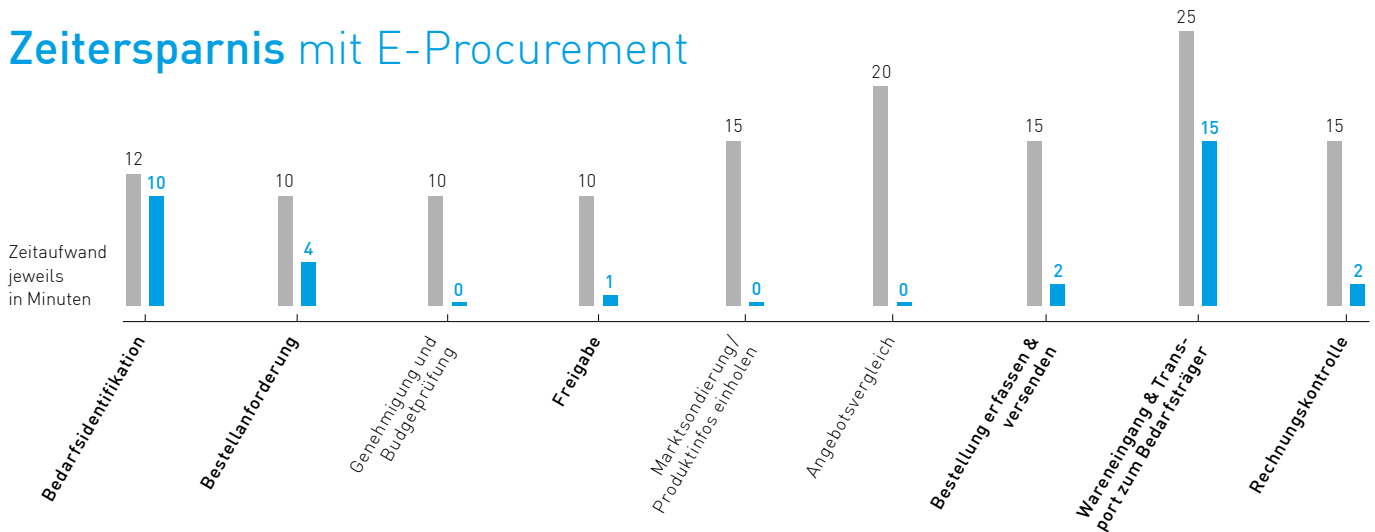 Zeitersparnis mit E-Procurement
Zeitaufwand
jeweils
in Minuten
12
10
10
4
10
0
10
1
15
0
20
0
15
2
25
15
15
2
Bedarfsidentifikation
Bestellanforderung
Genehmigung und
Budgetprüfung
Freigabe
Marktsondierung/
Produktinfos einholen
Angebotsvergleich
Bestellung erfassen &
versenden
Wareneingang & Trans-
port zum Bedarfsträger
Rechnungskontrolle